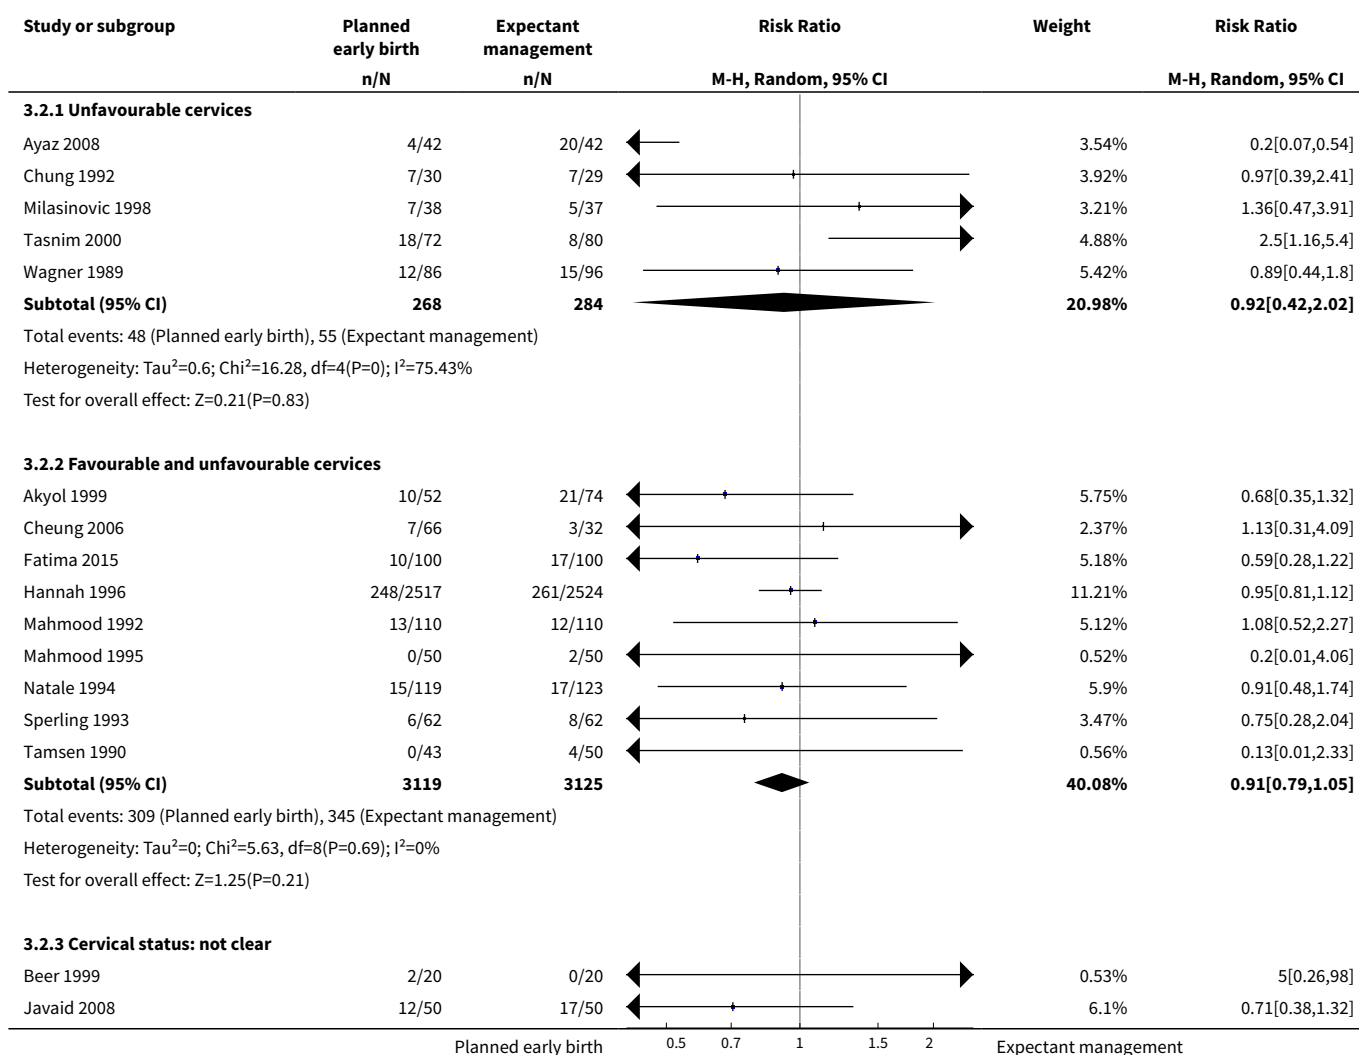 Study or subgroup Planned early birth Expectant management Risk Ratio Weight Risk Ratio
n/N n/N M-H, Random, 95% CI M-H, Random, 95% CI
3.2.1 Unfavourable cervices
Ayaz 2008 4/42 20/42 3.54% 0.2[0.07,0.54]
Chung 1992 7/30 7/29 3.92% 0.97[0.39,2.41]
Milasinovic 1998 7/38 5/37 3.21% 1.36[0.47,3.91]
Tasnim 2000 18/72 8/80 4.88% 2.5[1.16,5.4]
Wagner 1989 12/86 15/96 5.42% 0.89[0.44,1.8]
Subtotal (95% CI) 268 284 20.98% 0.92[0.42,2.02]
Total events: 48 (Planned early birth), 55 (Expectant management)
Heterogeneity: Tau²=0.6; Chi²=16.28, df=4(P=0); I²=75.43%
Test for overall effect: Z=0.21(P=0.83)
3.2.2 Favourable and unfavourable cervices
Akyol 1999 10/52 21/74 5.75% 0.68[0.35,1.32]
Cheung 2006 7/66 3/32 2.37% 1.13[0.31,4.09]
Fatima 2015 10/100 17/100 5.18% 0.59[0.28,1.22]
Hannah 1996 248/2517 261/2524 11.21% 0.95[0.81,1.12]
Mahmood 1992 13/110 12/110 5.12% 1.08[0.52,2.27]
Mahmood 1995 0/50 2/50 0.52% 0.2[0.01,4.06]
Natale 1994 15/119 17/123 5.9% 0.91[0.48,1.74]
Sperling 1993 6/62 8/62 3.47% 0.75[0.28,2.04]
Tamsen 1990 0/43 4/50 0.56% 0.13[0.01,2.33]
Subtotal (95% CI) 3119 3125 40.08% 0.91[0.79,1.05]
Total events: 309 (Planned early birth), 345 (Expectant management)
Heterogeneity: Tau²=0; Chi²=5.63, df=8(P=0.69); I²=0%
Test for overall effect: Z=1.25(P=0.21)
3.2.3 Cervical status: not clear
Beer 1999 2/20 0/20 0.53% 5[0.26,98]
Javaid 2008 12/50 17/50 6.1% 0.71[0.38,1.32]
Planned early birth 0.5 0.7 1 1.5 2 Expectant management